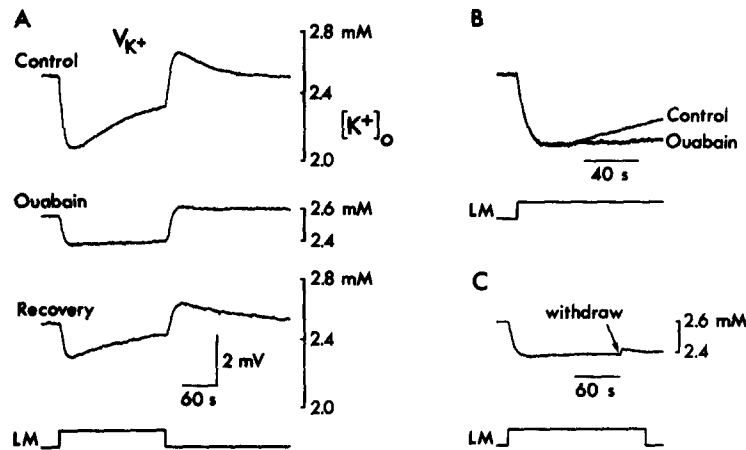 A
V_K+
Control
2.8 mM
2.4
2.0
[K+]o
Ouabain
2.6 mM
2.4
Recovery
2.8 mM
2.4
2.0
2 mV
60 s
LM
B
Control
Ouabain
40 s
LM
C
withdraw
2.6 mM
2.4
60 s
LM